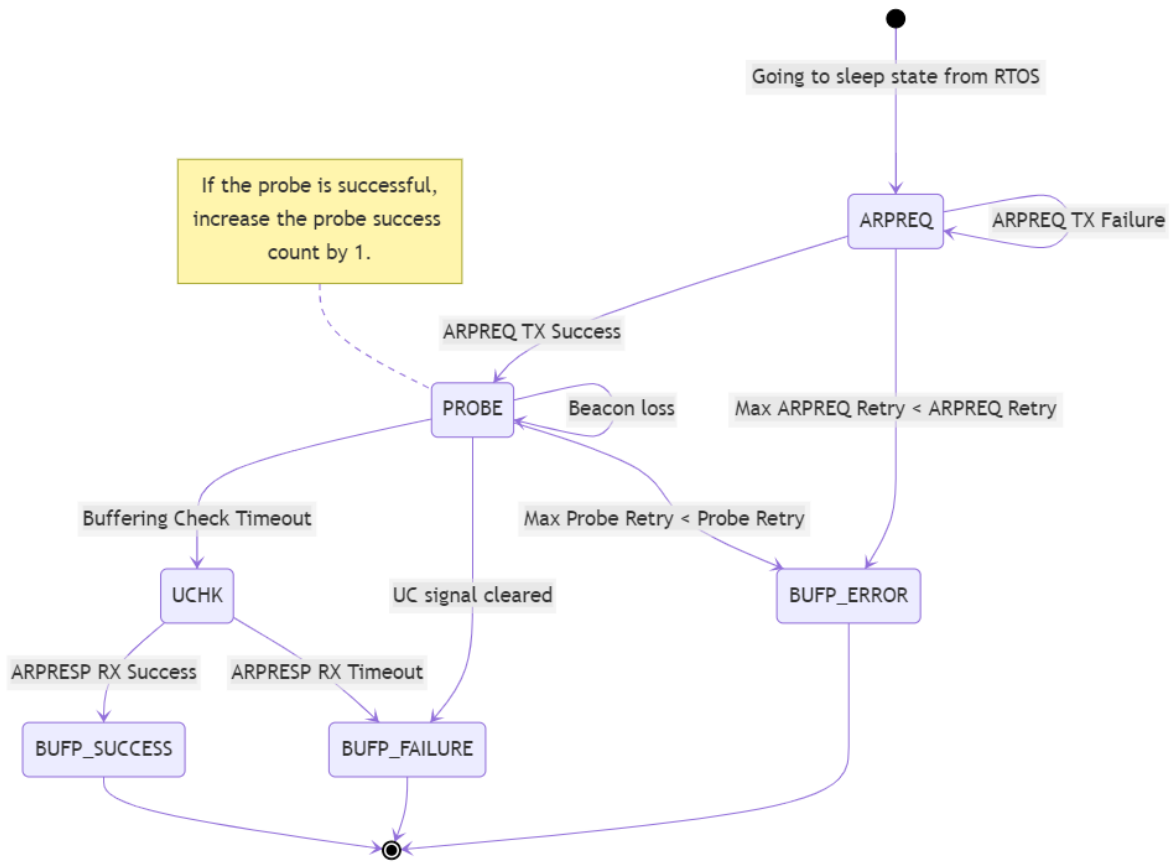 Going to sleep state from RTOS
If the probe is successful,
increase the probe success
count by 1.
ARPREQ
ARPREQ TX Failure
ARPREQ TX Success
PROBE
Beacon loss
Max ARPREQ Retry < ARPREQ Retry
Buffering Check Timeout
Max Probe Retry < Probe Retry
UCHK
UC signal cleared
BUFP_ERROR
ARPRESP RX Success
ARPRESP RX Timeout
BUFP_SUCCESS
BUFP_FAILURE